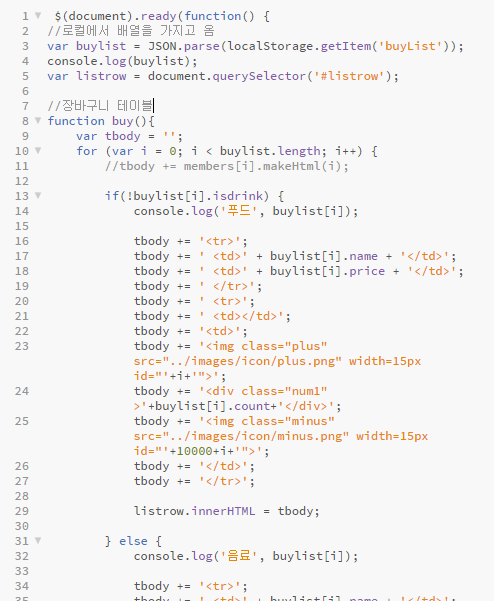 1 $(document).ready(function() {
2 //로컬에서 배열을 가지고 옴
3 var buylist = JSON.parse(localStorage.getItem('buyList'));
4 console.log(buylist);
5 var listrow = document.querySelector('#listrow');
6
7 //장바구니 테이블
8 function buy(){
9 var tbody = '';
10 for (var i = 0; i < buylist.length; i++) {
11 //tbody += members[i].makeHtml(i);
12
13 if(!buylist[i].isdrink) {
14 console.log('푸드', buylist[i]);
15
16 tbody += '<tr>';
17 tbody += ' <td>' + buylist[i].name + '</td>';
18 tbody += ' <td>' + buylist[i].price + '</td>';
19 tbody += ' </tr>';
20 tbody += ' <tr>';
21 tbody += ' <td></td>';
22 tbody += '<td>';
23 tbody += '<img class="plus"
src="../images/icon/plus.png" width=15px
id="'+i+'">';
24 tbody += '<div class="num1"
>'+buylist[i].count+'</div>';
25 tbody += '<img class="minus"
src="../images/icon/minus.png" width=15px
id="'+10000+i+'">';
26 tbody += '</td>';
27 tbody += '</tr>';
28
29 listrow.innerHTML = tbody;
30
31 } else {
32 console.log('음료', buylist[i]);
33
34 tbody += '<tr>';
35 tbody += ' <td>' + buylist[i].name + '</td>';